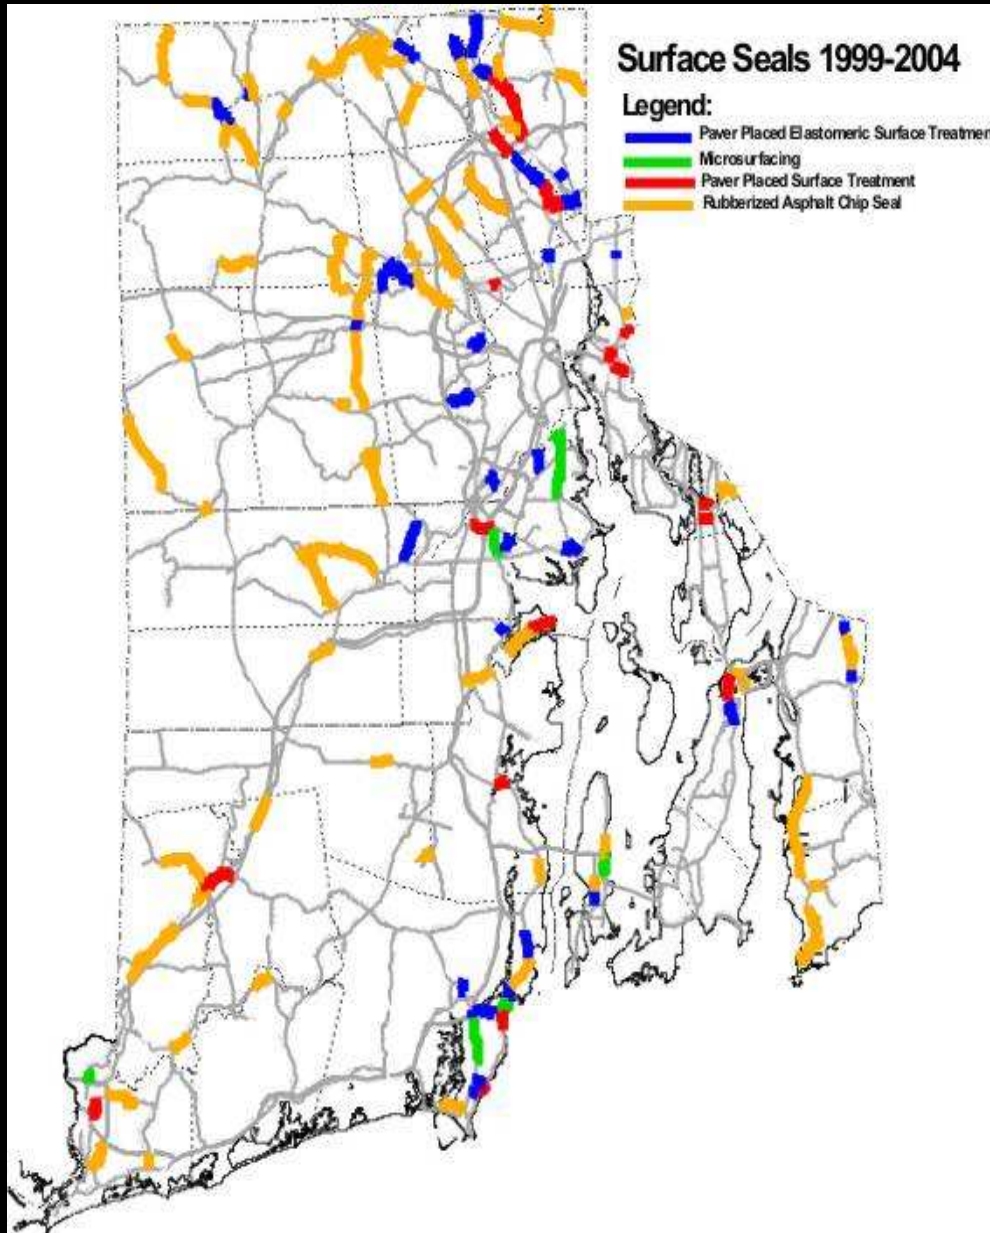 Surface Seals 1999-2004
Legend:
Paver Placed Elastomeric Surface Treatmen
Microsurfacing
Paver Placed Surface Treatment
Rubberized Asphalt Chip Seal